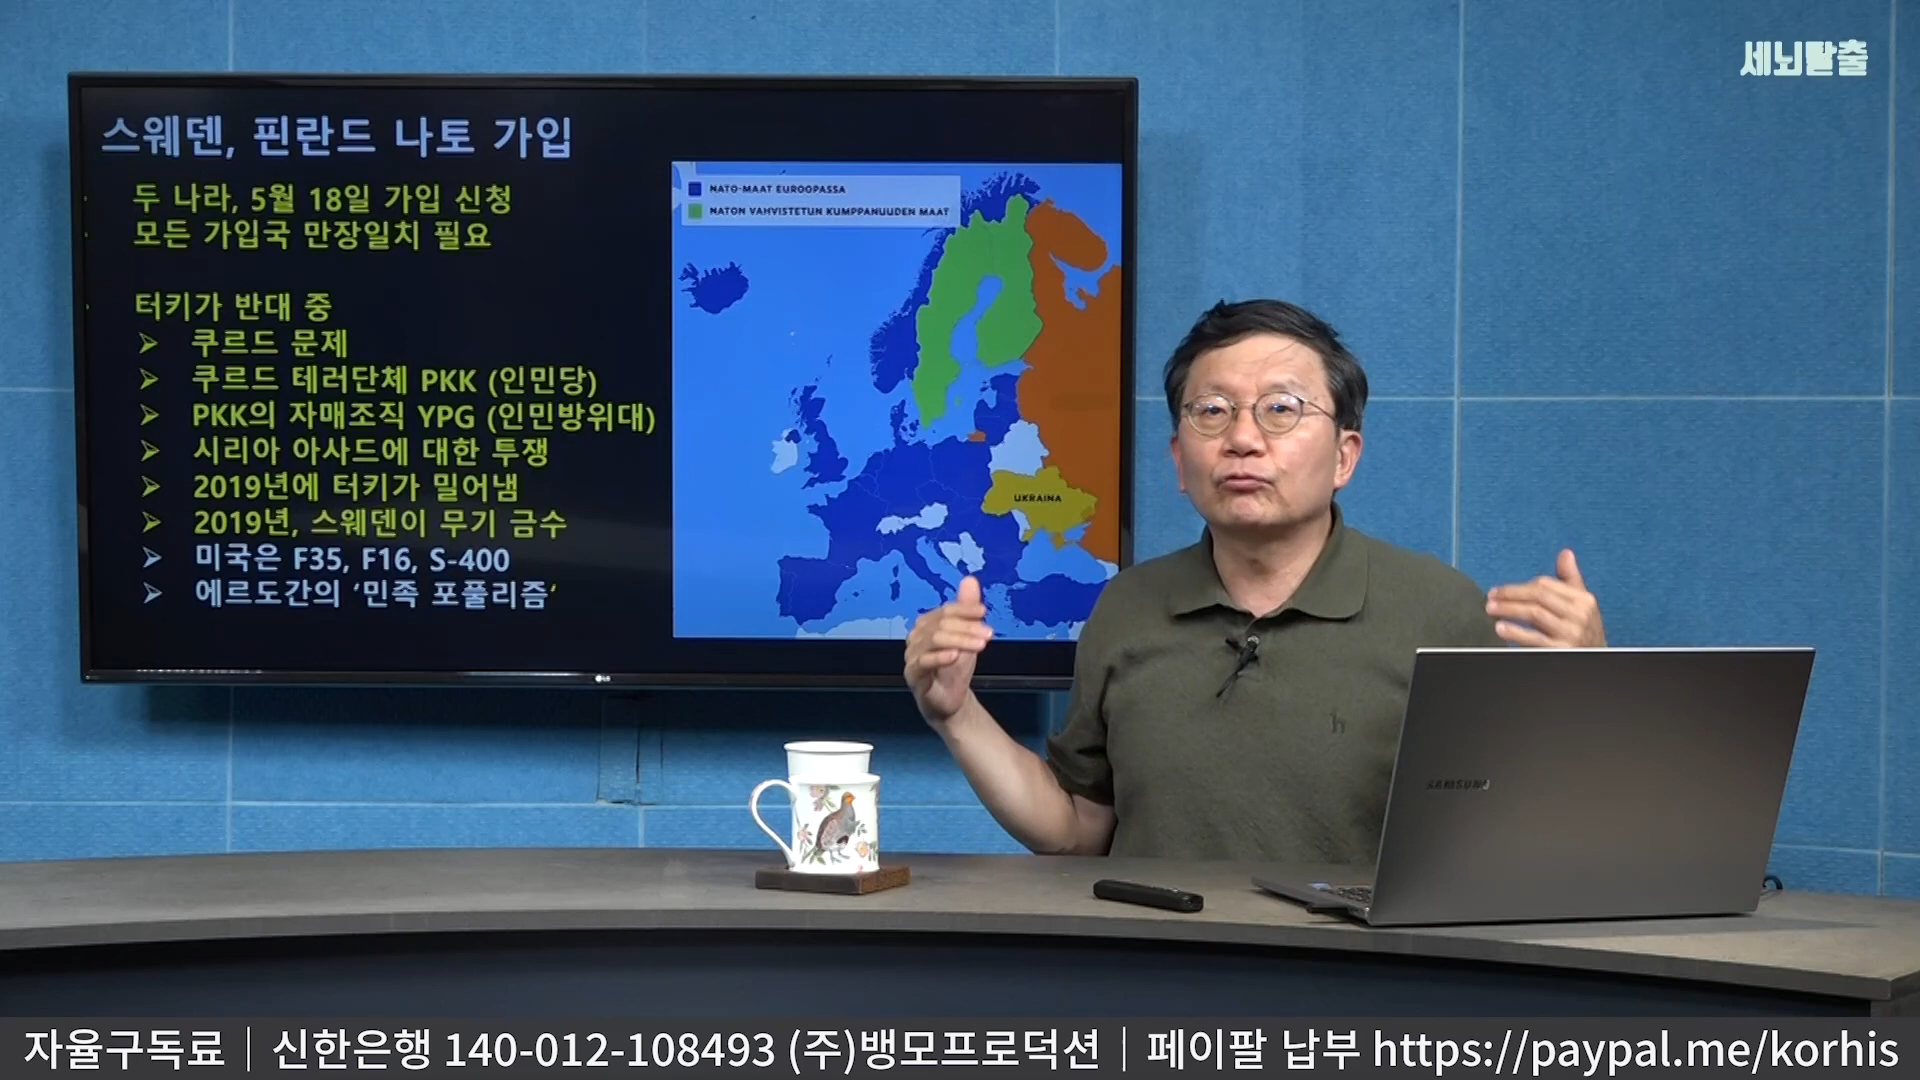 세뇌탈출
스웨덴, 핀란드 나토 가입
두 나라, 5월 18일 가입 신청
모든 가입국 만장일치 필요
터키가 반대 중
➢ 쿠르드 문제
➢ 쿠르드 테러단체 PKK (인민당)
➢ PKK의 자매조직 YPG (인민방위대)
➢ 시리아 아사드에 대한 투쟁
➢ 2019년에 터키가 밀어냄
➢ 2019년, 스웨덴이 무기 금수
➢ 미국은 F35, F16, S-400
➢ 에르도간의 ‘민족 포퓰리즘‘
NATO-MAAT EUROOPASSA
NATON VAHVISTETUN KUMPPANUUDEN MAAT
UKRAINA
LG
h
SAMSUNG
자율구독료│신한은행 140-012-108493 (주)뱅모프로덕션│페이팔 납부 https://paypal.me/korhis